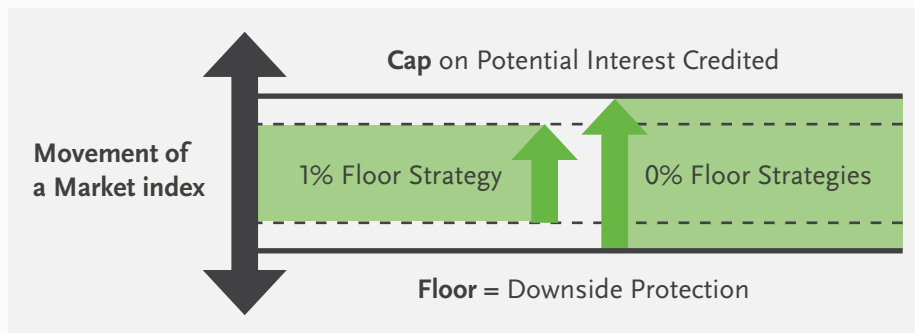 Cap on Potential Interest Credited
Movement of
a Market index
1% Floor Strategy
0% Floor Strategies
Floor = Downside Protection